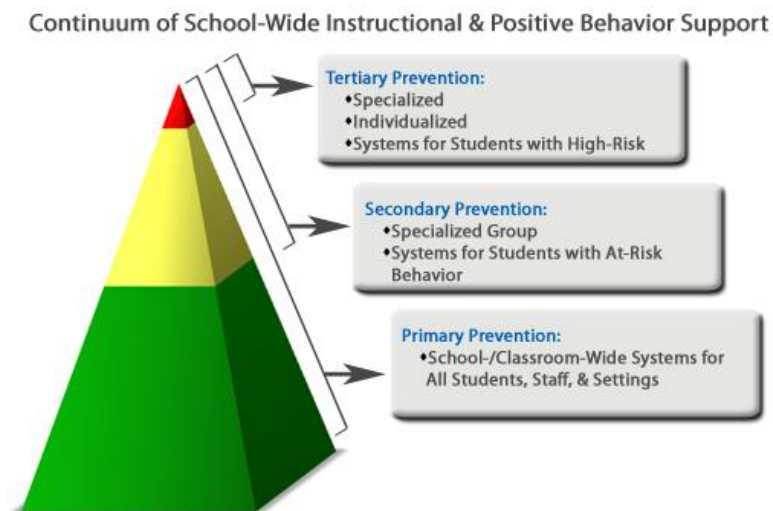 Continuum of School-Wide Instructional & Positive Behavior Support
Tertiary Prevention:
♦Specialized
♦Individualized
♦Systems for Students with High-Risk
Secondary Prevention:
♦Specialized Group
♦Systems for Students with At-Risk
Behavior
Primary Prevention:
♦School-/Classroom-Wide Systems for
All Students, Staff, & Settings